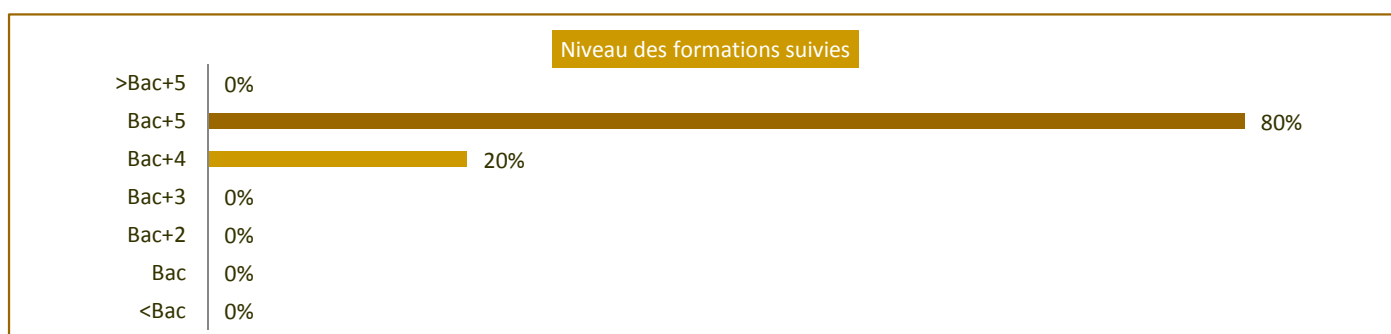 Niveau des formations suivies
>Bac+5 0%
Bac+5 80%
Bac+4 20%
Bac+3 0%
Bac+2 0%
Bac 0%
<Bac 0%